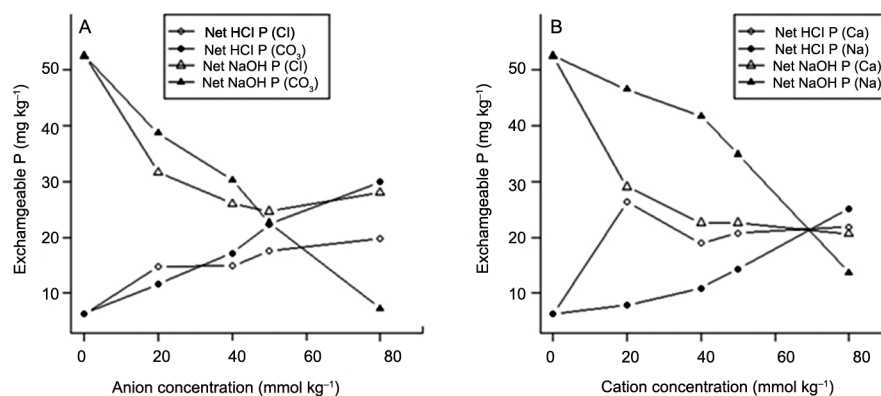 A
Net HCl P (Cl)
Net HCl P (CO₃)
Net NaOH P (Cl)
Net NaOH P (CO₃)
50
40
30
20
10
Exchamgeable P (mg kg⁻¹)
0 20 40 60 80
Anion concentration (mmol kg⁻¹)
B
Net HCl P (Ca)
Net HCl P (Na)
Net NaOH P (Ca)
Net NaOH P (Na)
50
40
30
20
10
Exchamgeable P (mg kg⁻¹)
0 20 40 60 80
Cation concentration (mmol kg⁻¹)